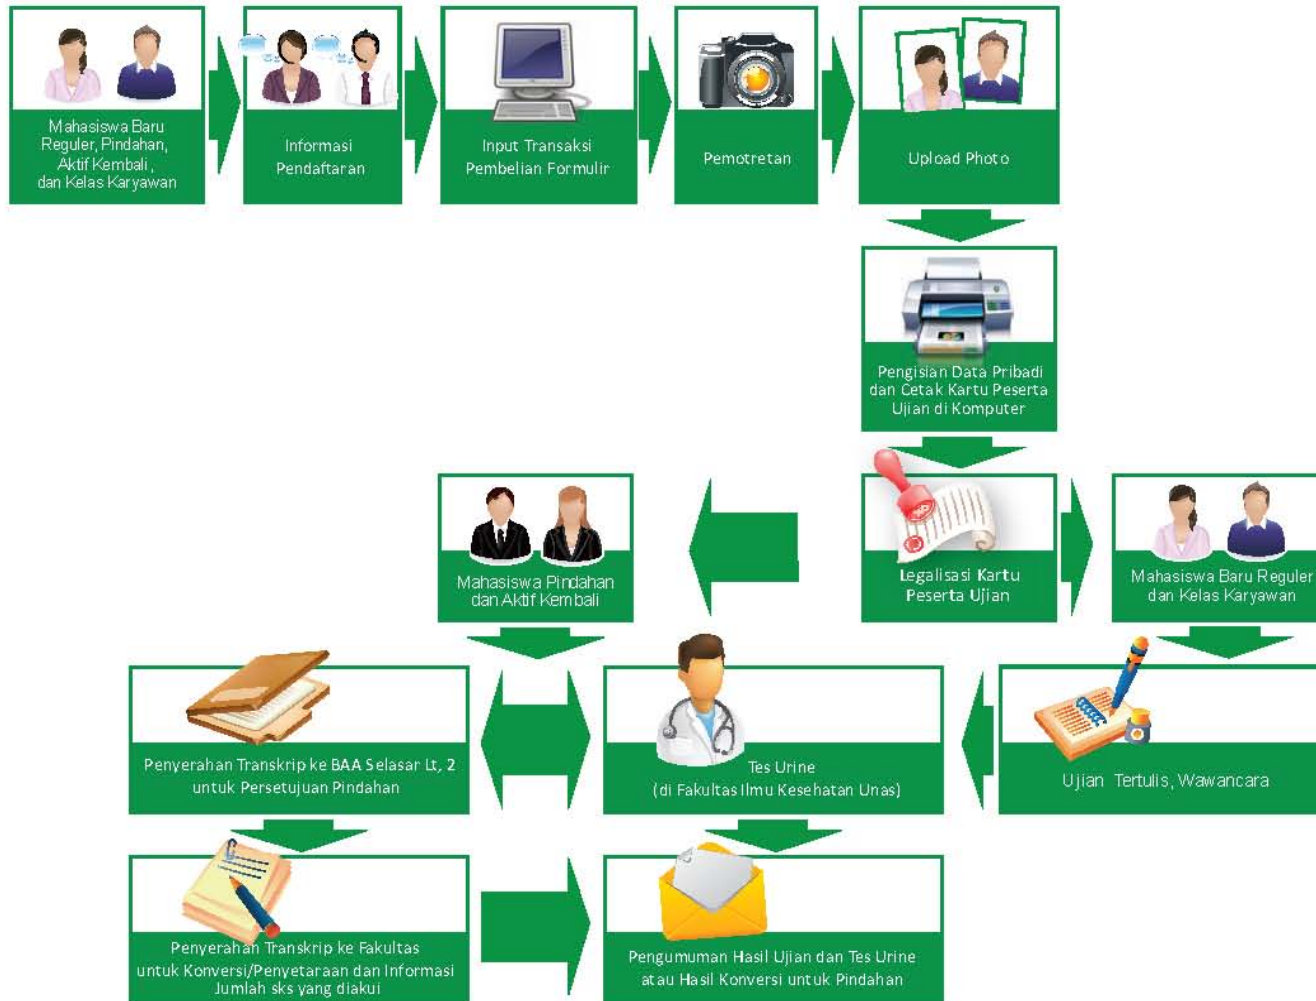 Mahasiswa Baru
Reguler, Pindahan,
Aktif Kembali,
dan Kelas Karyawan
Informasi
Pendaftaran
Input Transaksi
Pembelian Formulir
Pemotretan
Upload Photo
Pengisian Data Pribadi
dan Cetak Kartu Peserta
Ujian di Komputer
Legalisasi Kartu
Peserta Ujian
Mahasiswa Pindahan
dan Aktif Kembali
Mahasiswa Baru Reguler
dan Kelas Karyawan
Penyerahan Transkrip ke BAA Selasar Lt, 2
untuk Persetujuan Pindahan
Tes Urine
(di Fakultas Ilmu Kesehatan Unas)
Ujian Tertulis, Wawancara
Penyerahan Transkrip ke Fakultas
untuk Konversi/Penyetaraan dan Informasi
Jumlah sks yang diakui
Pengumuman Hasil Ujian dan Tes Urine
atau Hasil Konversi untuk Pindahan